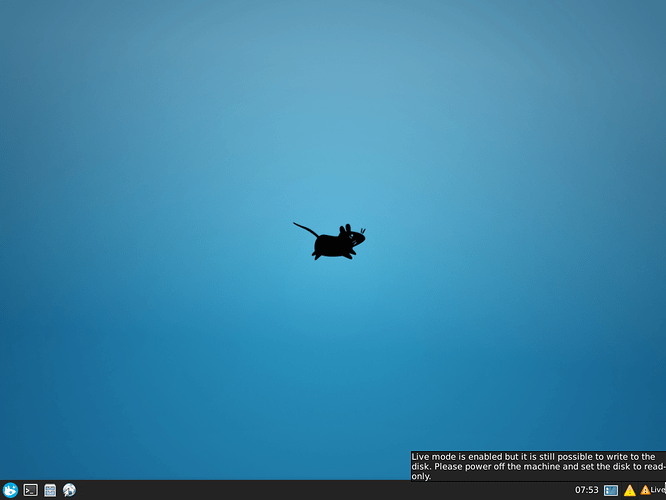 Live mode is enabled but it is still possible to write to the
disk. Please power off the machine and set the disk to read-
only.
07:53
Live